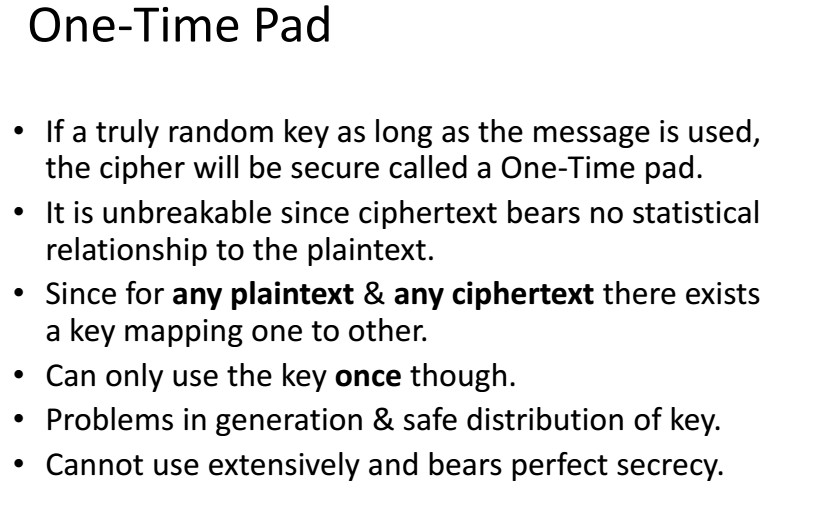 One-Time Pad
• If a truly random key as long as the message is used,
the cipher will be secure called a One-Time pad.
• It is unbreakable since ciphertext bears no statistical
relationship to the plaintext.
• Since for any plaintext & any ciphertext there exists
a key mapping one to other.
• Can only use the key once though.
• Problems in generation & safe distribution of key.
• Cannot use extensively and bears perfect secrecy.